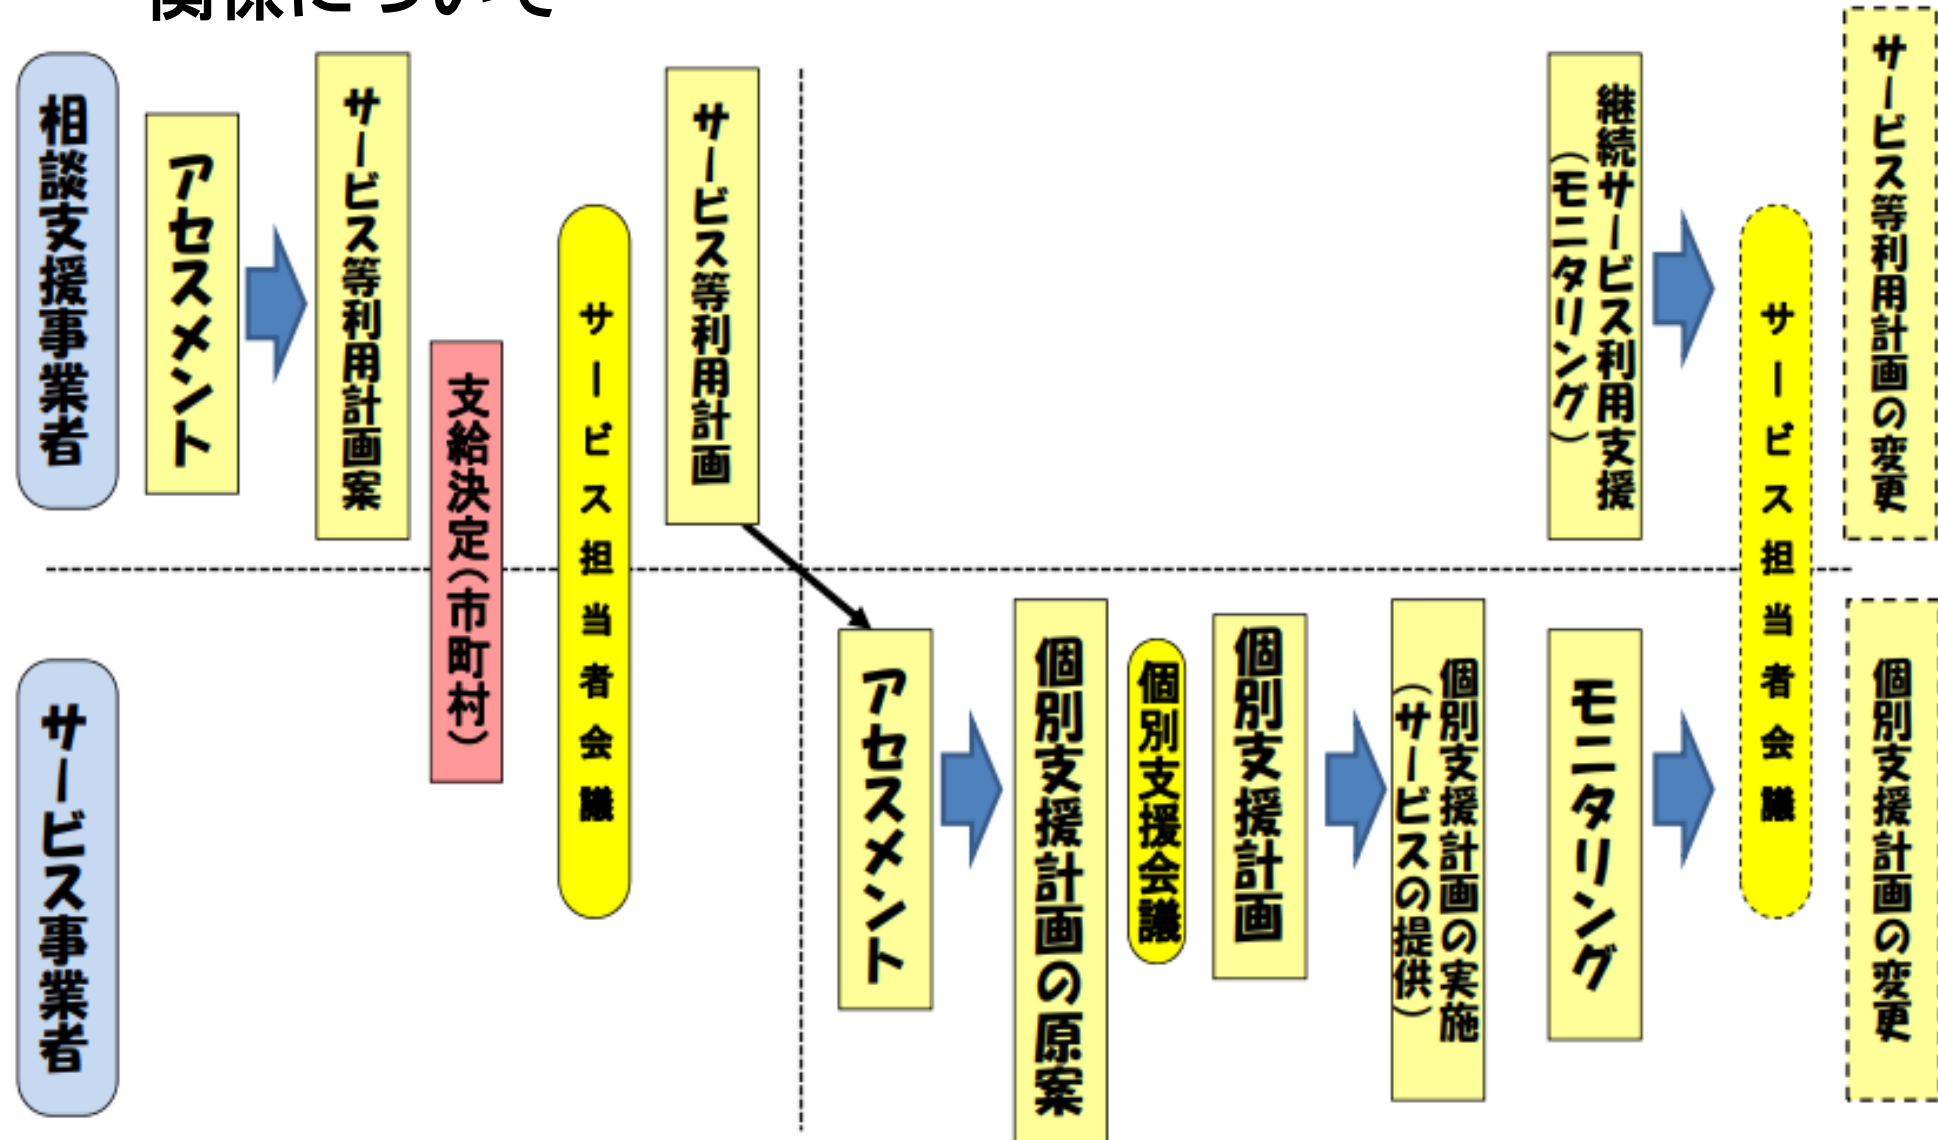 関係について
相談支援事業者
アセスメント
サービス等利用計画案
支給決定(市町村)
サービス担当者会議
サービス等利用計画
継続サービス利用支援
(モニタリング)
サービス担当者会議
サービス等利用計画の変更
サービス事業者
アセスメント
個別支援計画の原案
個別支援会議
個別支援計画
個別支援計画の実施
(サービスの提供)
モニタリング
個別支援計画の変更